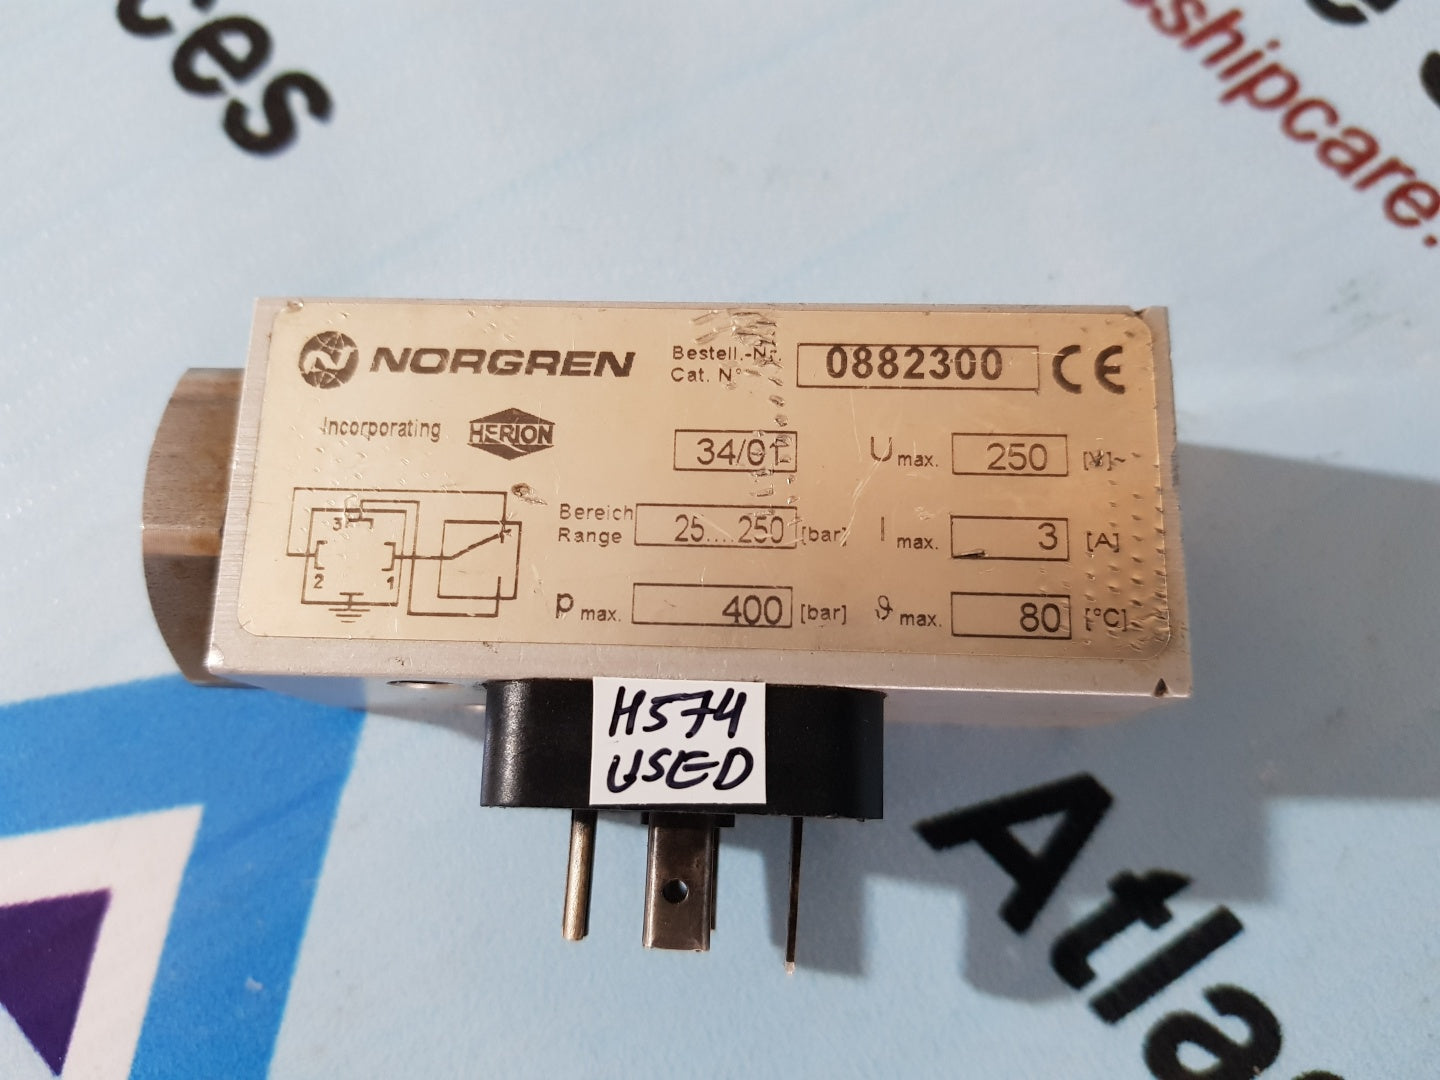 ces
sshipcare.
NORGREN
Bestell.-Nr.
Cat. N°
0882300
CE
Incorporating
HERION
34/01
U max. 250 [V]~
Bereich
Range
25....250 [bar]
I max. 3 [A]
p max. 400 [bar]
ϑ max. 80 [°C]
3
2 1
H574
USED
Atlas